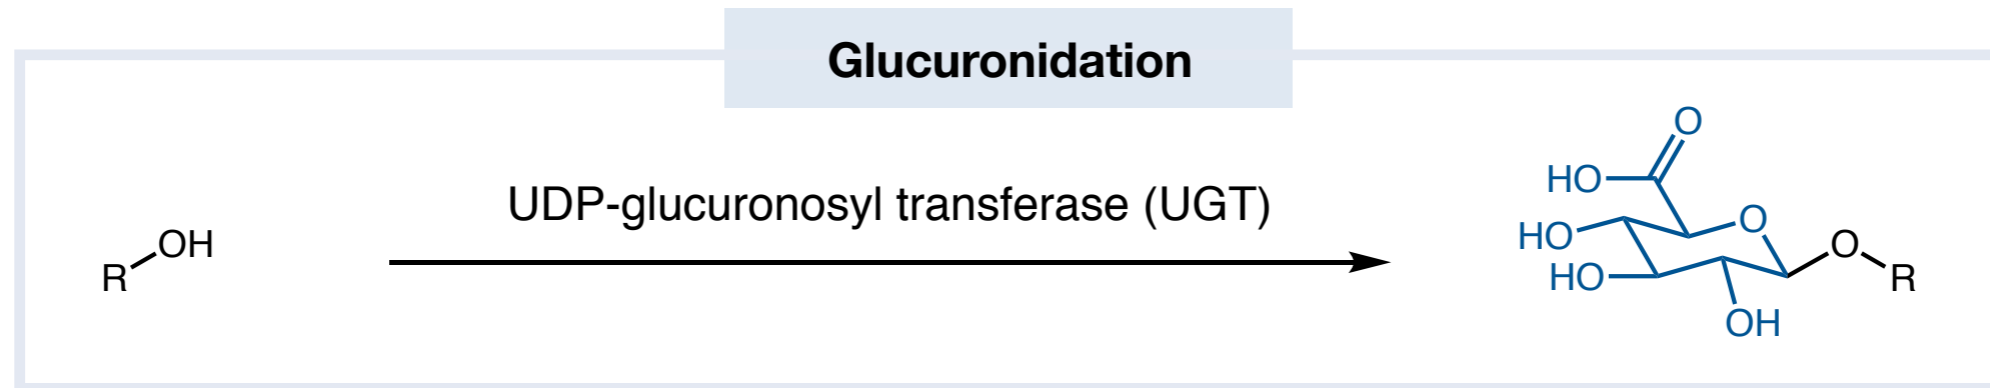 Glucuronidation
UDP-glucuronosyl transferase (UGT)
R OH
O
HO
HO
HO
O
OH
O
R